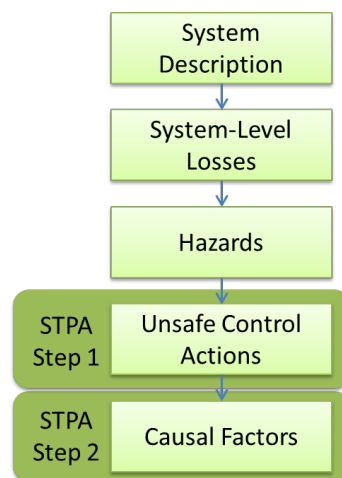 System
Description
System-Level
Losses
Hazards
STPA
Step 1
Unsafe Control
Actions
STPA
Step 2
Causal Factors